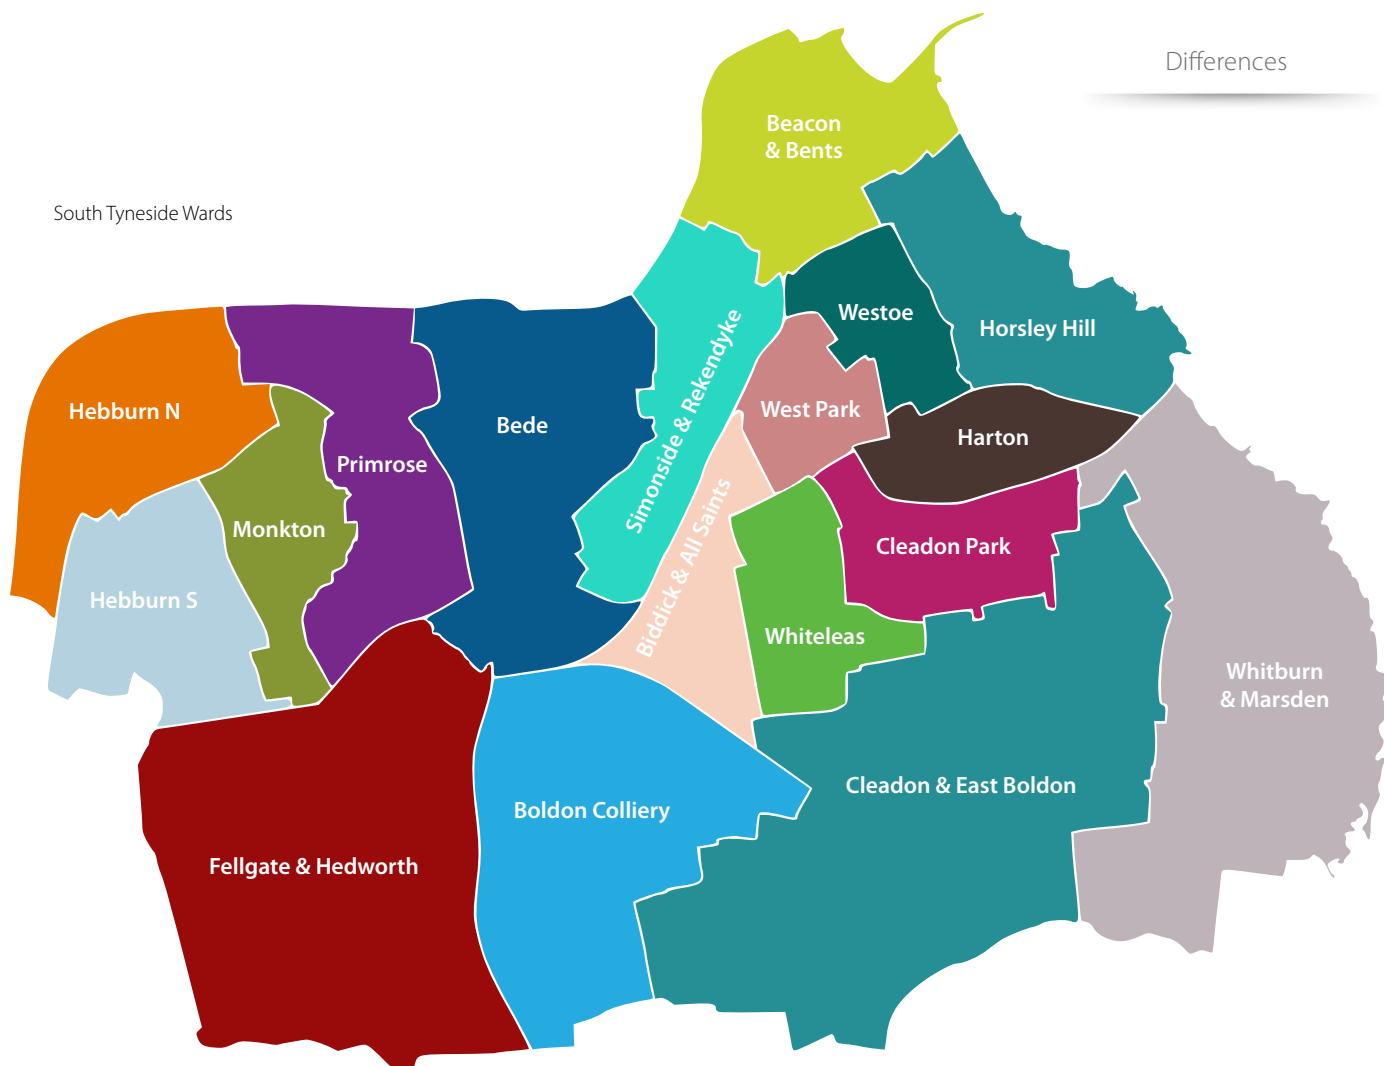 Differences
South Tyneside Wards
Beacon
& Bents
Westoe
Horsley Hill
Simonside & Rekendyke
Hebburn N
West Park
Bede
Harton
Primrose
Monkton
Biddick & All Saints
Cleadon Park
Hebburn S
Whiteleas
Whitburn
& Marsden
Cleadon & East Boldon
Boldon Colliery
Fellgate & Hedworth